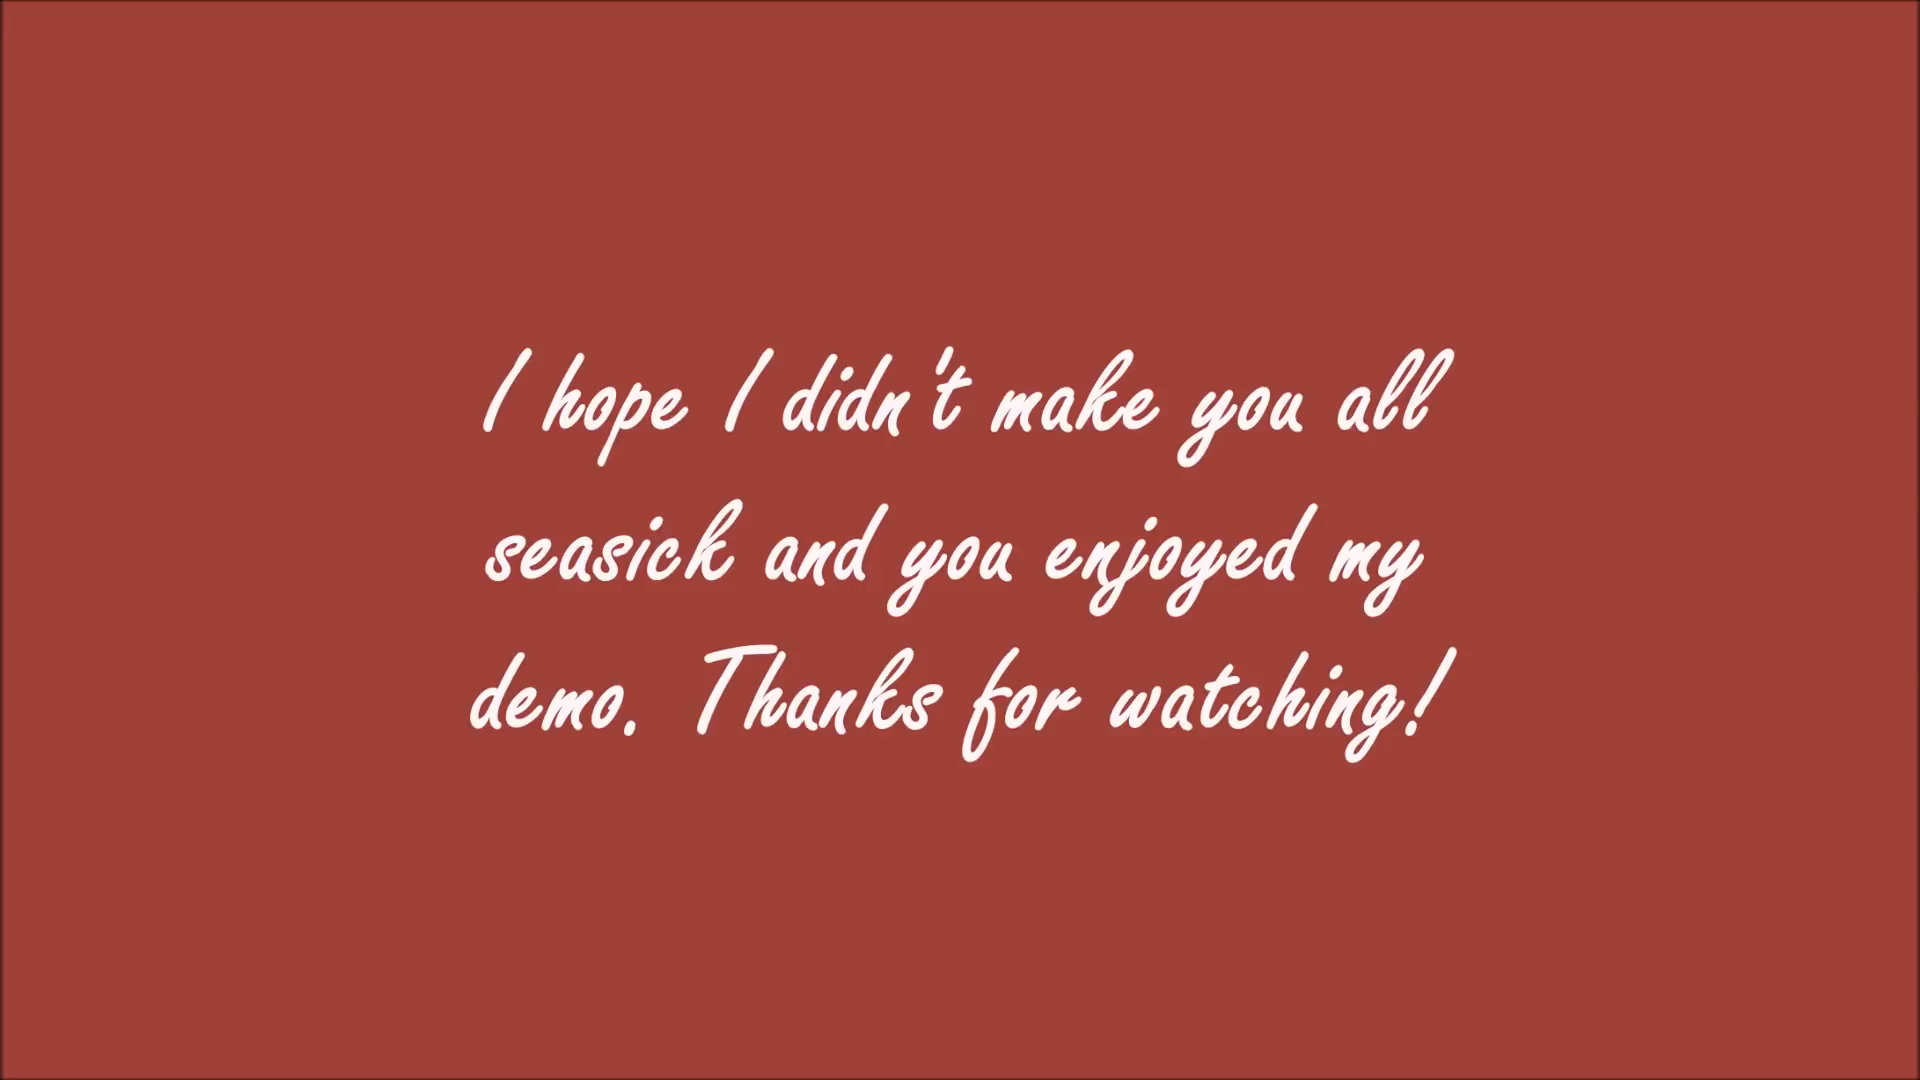 I hope I didn't make you all
seasick and you enjoyed my
demo. Thanks for watching!